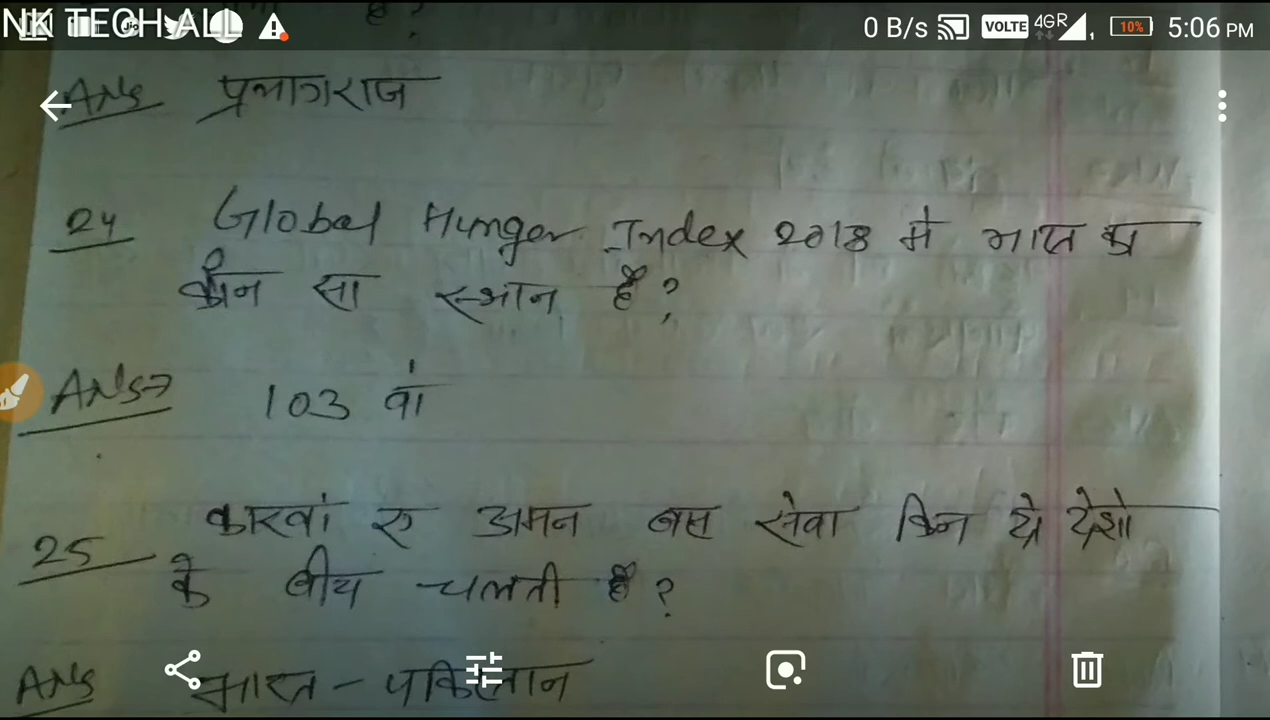 NK TECH ALL 0 B/s VOLTE 4GR 10% 5:06 PM
है?
Ans प्रयागराज
24 Global Hunger Index 2018 मे भारत का
कौन सा स्थान है?
Ans→ 103 वां
25 कारवां ए अमन बस सेवा किन दो देशो
के बीच चलती है?
Ans भारत - पाकिस्तान